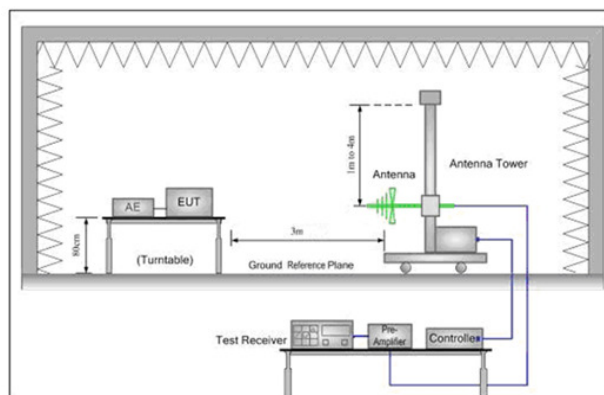 1m to 4m
Antenna
Antenna Tower
AE
EUT
80cm
(Turntable)
3m
Ground Reference Plane
Test Receiver
Pre-
Amplifier
Controller